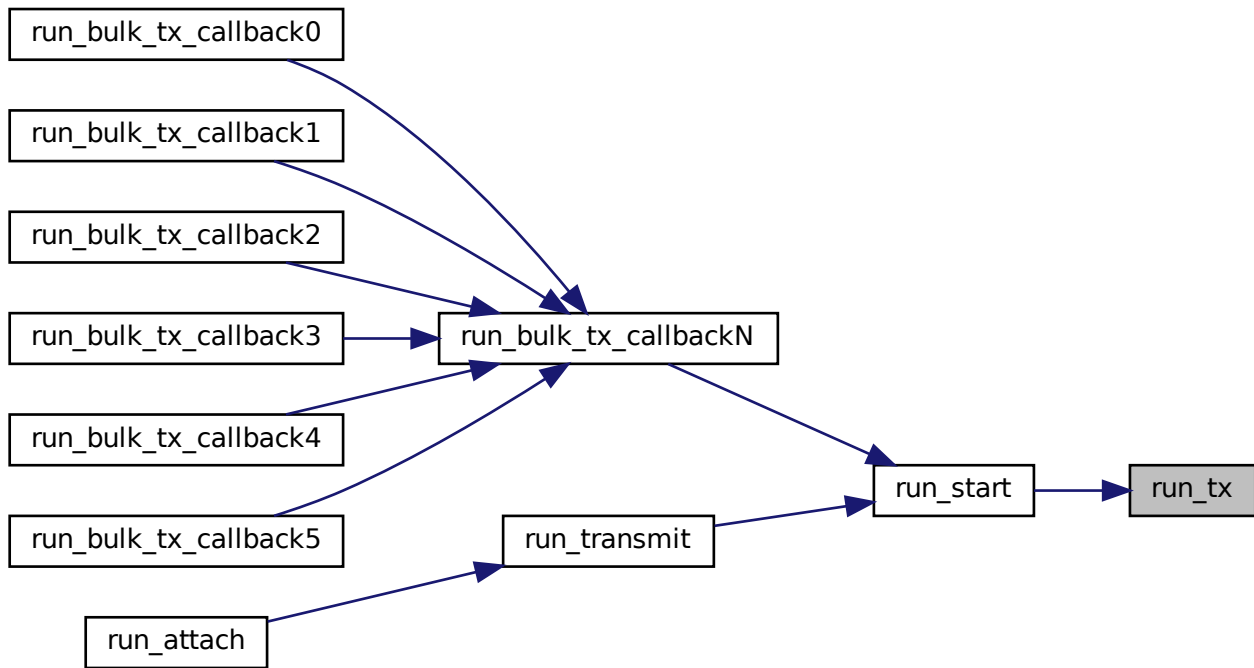 run_bulk_tx_callback0
run_bulk_tx_callback1
run_bulk_tx_callback2
run_bulk_tx_callback3
run_bulk_tx_callbackN
run_bulk_tx_callback4
run_start
run_tx
run_bulk_tx_callback5
run_transmit
run_attach